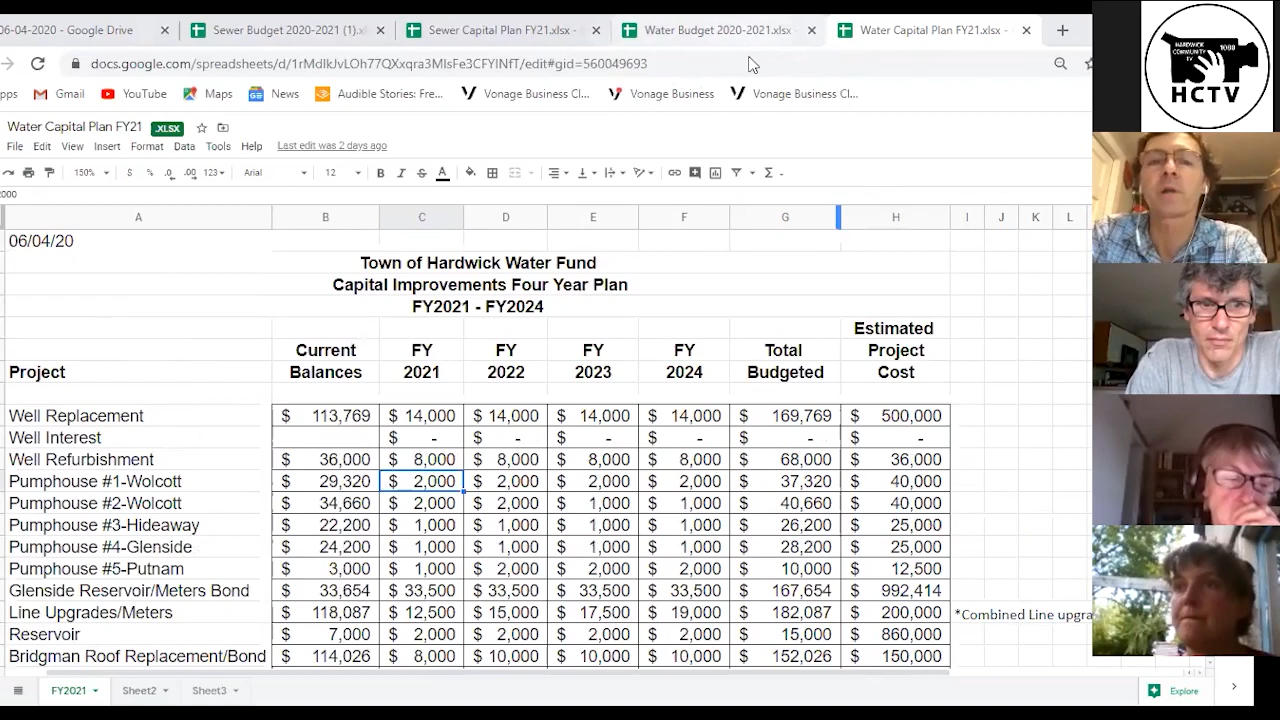 06-04-2020 - Google Drive × Sewer Budget 2020-2021 (1).xl × Sewer Capital Plan FY21.xlsx - × Water Budget 2020-2021.xlsx × Water Capital Plan FY21.xlsx - × +
Gmail YouTube Maps News Audible Stories: Fre... Vonage Business Cl... Vonage Business Vonage Business Cl...
Water Capital Plan FY21 .XLSX
File Edit View Insert Format Data Tools Help Last edit was 2 days ago
150% $ % .0 .00 123 Arial 12 B I S A
A B C D E F G H I J K L
06/04/20
Town of Hardwick Water Fund
Capital Improvements Four Year Plan
FY2021 - FY2024
Estimated
Current FY FY FY FY Total Project
Project Balances 2021 2022 2023 2024 Budgeted Cost
Well Replacement $ 113,769 $ 14,000 $ 14,000 $ 14,000 $ 14,000 $ 169,769 $ 500,000
Well Interest $ - $ - $ - $ - $ - $ -
Well Refurbishment $ 36,000 $ 8,000 $ 8,000 $ 8,000 $ 8,000 $ 68,000 $ 36,000
Pumphouse #1-Wolcott $ 29,320 $ 2,000 $ 2,000 $ 2,000 $ 2,000 $ 37,320 $ 40,000
Pumphouse #2-Wolcott $ 34,660 $ 2,000 $ 2,000 $ 1,000 $ 1,000 $ 40,660 $ 40,000
Pumphouse #3-Hideaway $ 22,200 $ 1,000 $ 1,000 $ 1,000 $ 1,000 $ 26,200 $ 25,000
Pumphouse #4-Glenside $ 24,200 $ 1,000 $ 1,000 $ 1,000 $ 1,000 $ 28,200 $ 25,000
Pumphouse #5-Putnam $ 3,000 $ 1,000 $ 2,000 $ 2,000 $ 2,000 $ 10,000 $ 12,500
Glenside Reservoir/Meters Bond $ 33,654 $ 33,500 $ 33,500 $ 33,500 $ 33,500 $ 167,654 $ 992,414
Line Upgrades/Meters $ 118,087 $ 12,500 $ 15,000 $ 17,500 $ 19,000 $ 182,087 $ 200,000 *Combined Line upgra
Reservoir $ 7,000 $ 2,000 $ 2,000 $ 2,000 $ 2,000 $ 15,000 $ 860,000
Bridgman Roof Replacement/Bond $ 114,026 $ 8,000 $ 10,000 $ 10,000 $ 10,000 $ 152,026 $ 150,000
FY2021 Sheet2 Sheet3 Explore
HARDWICK
COMMUNITY
TV
1080
HCTV